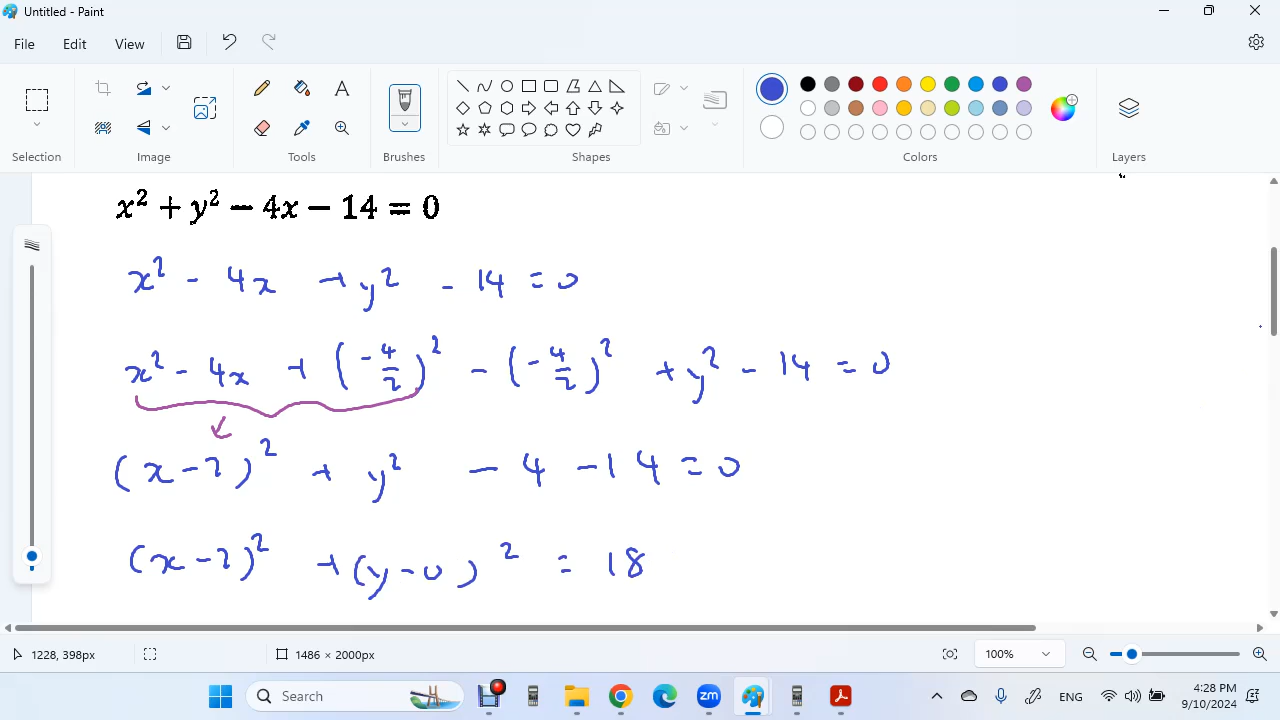 Untitled - Paint
File Edit View
Selection Image Tools Brushes Shapes Colors Layers
x² + y² − 4x − 14 = 0
x² - 4x + y² - 14 = 0
x² - 4x + (-4/2)² - (-4/2)² + y² - 14 = 0
(x - 2)² + y² - 4 - 14 = 0
(x - 2)² + (y - 0)² = 18
1228, 398px 1486 × 2000px 100%
Search ENG 4:28 PM
zm 9/10/2024